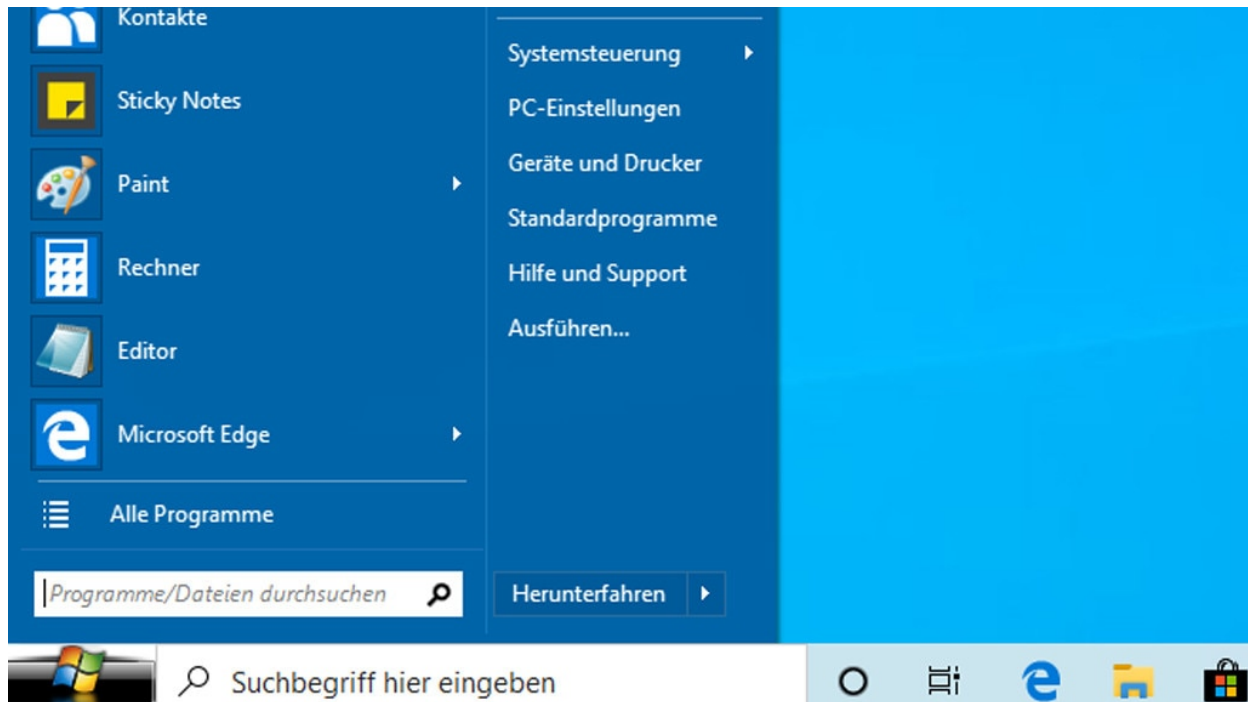 Kontakte
Sticky Notes
Paint
Rechner
Editor
Microsoft Edge
Alle Programme
Programme/Dateien durchsuchen
Systemsteuerung
PC-Einstellungen
Geräte und Drucker
Standardprogramme
Hilfe und Support
Ausführen...
Herunterfahren
Suchbegriff hier eingeben